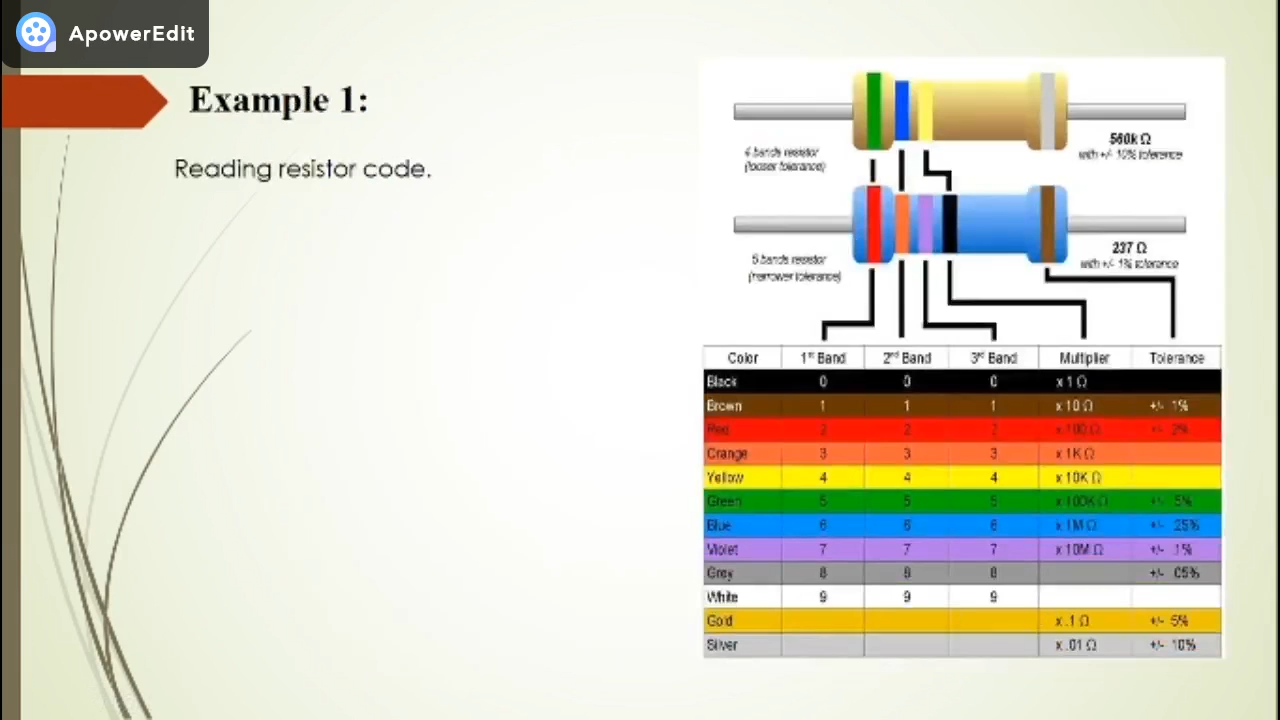 ApowerEdit
Example 1:
Reading resistor code.
4 bands resistor
(looser tolerance)
560k Ω
with +/- 10% tolerance
5 bands resistor
(narrower tolerance)
237 Ω
with +/- 1% tolerance
Color 1st Band 2nd Band 3rd Band Multiplier Tolerance
Black 0 0 0 x 1 Ω
Brown 1 1 1 x 10 Ω +/- 1%
Red 2 2 2 x 100 Ω +/- 2%
Orange 3 3 3 x 1K Ω
Yellow 4 4 4 x 10K Ω
Green 5 5 5 x 100K Ω +/- .5%
Blue 6 6 6 x 1M Ω +/- .25%
Violet 7 7 7 x 10M Ω +/- .1%
Grey 8 8 8 +/- .05%
White 9 9 9
Gold x .1 Ω +/- 5%
Silver x .01 Ω +/- 10%